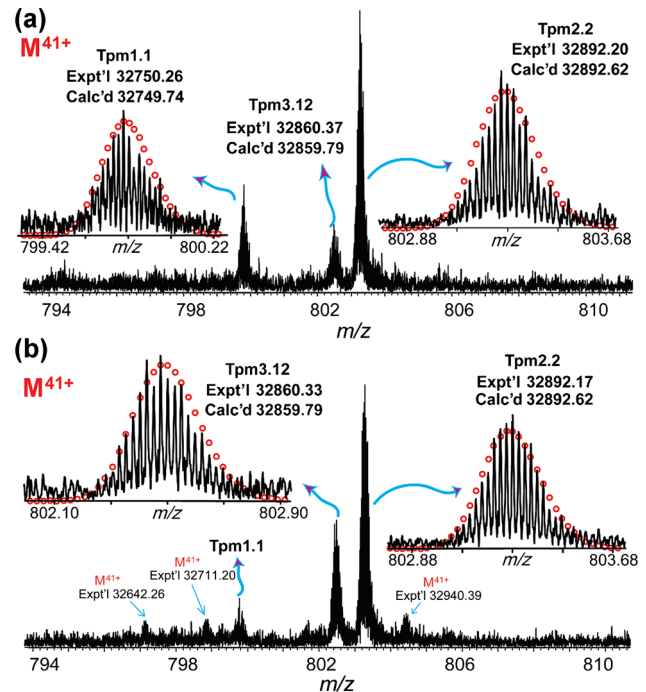 (a)
M41+
Tpm1.1
Expt'l 32750.26
Calc'd 32749.74
Tpm3.12
Expt'l 32860.37
Calc'd 32859.79
Tpm2.2
Expt'l 32892.20
Calc'd 32892.62
799.42 m/z 800.22
802.88 m/z 803.68
794 798 802 806 810
m/z
(b)
M41+
Tpm3.12
Expt'l 32860.33
Calc'd 32859.79
Tpm2.2
Expt'l 32892.17
Calc'd 32892.62
802.10 m/z 802.90
802.88 m/z 803.68
Tpm1.1
M41+
Expt'l 32642.26
M41+
Expt'l 32711.20
M41+
Expt'l 32940.39
794 798 802 806 810
m/z